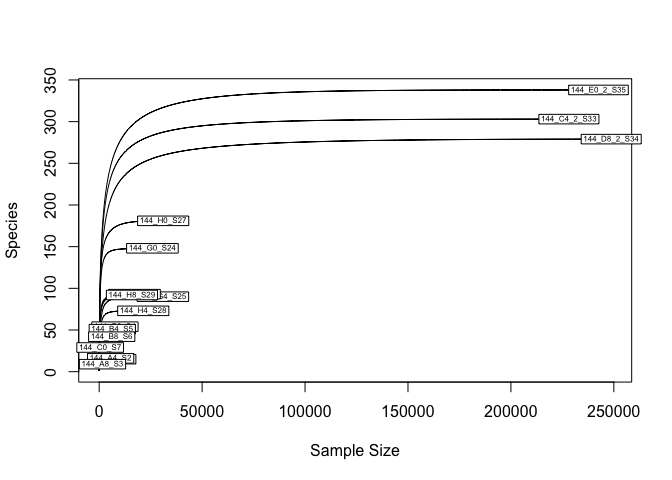 350
300
250
200
150
100
50
0
Species
144_E0_2_S35
144_C4_2_S33
144_D8_2_S34
144_H0_S27
144_G0_S24
144_H8_S29
S4_S25
144_H4_S28
144_B4_S5
144_B8_S6
144_C0_S7
144_A4_S2
144_A8_S3
0
50000
100000
150000
200000
250000
Sample Size